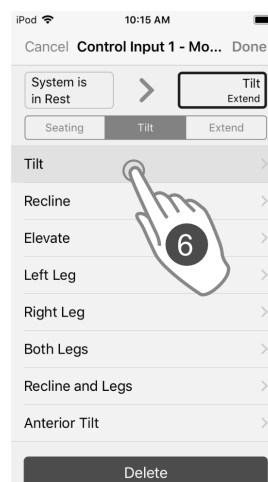 iPod 10:15 AM
Cancel Control Input 1 - Mo... Done
System is
in Rest
Tilt
Extend
Seating Tilt Extend
Tilt
Recline
Elevate
6
Left Leg
Right Leg
Both Legs
Recline and Legs
Anterior Tilt
Delete